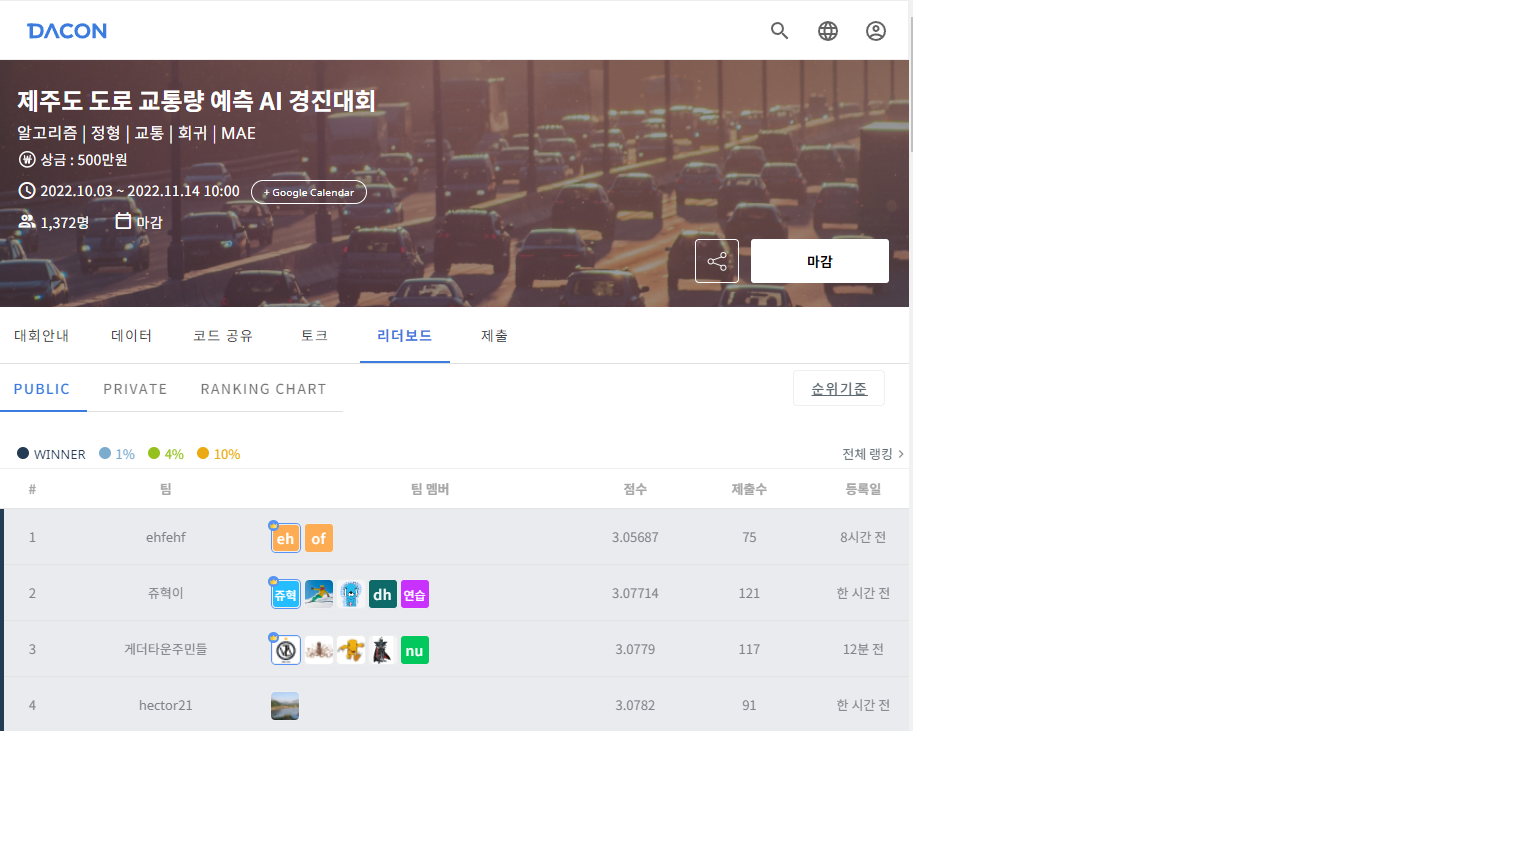 DACON
제주도 도로 교통량 예측 AI 경진대회
알고리즘 | 정형 | 교통 | 회귀 | MAE
상금 : 500만원
2022.10.03 ~ 2022.11.14 10:00 + Google Calendar
1,372명 마감
마감
대회안내 데이터 코드 공유 토크 리더보드 제출
PUBLIC PRIVATE RANKING CHART 순위기준
WINNER 1% 4% 10% 전체 랭킹 >
# 팀 팀 멤버 점수 제출수 등록일
1 ehfehf eh of 3.05687 75 8시간 전
2 쥬혁이 쥬혁 dh 연습 3.07714 121 한 시간 전
3 게더타운주민들 nu 3.0779 117 12분 전
4 hector21 3.0782 91 한 시간 전